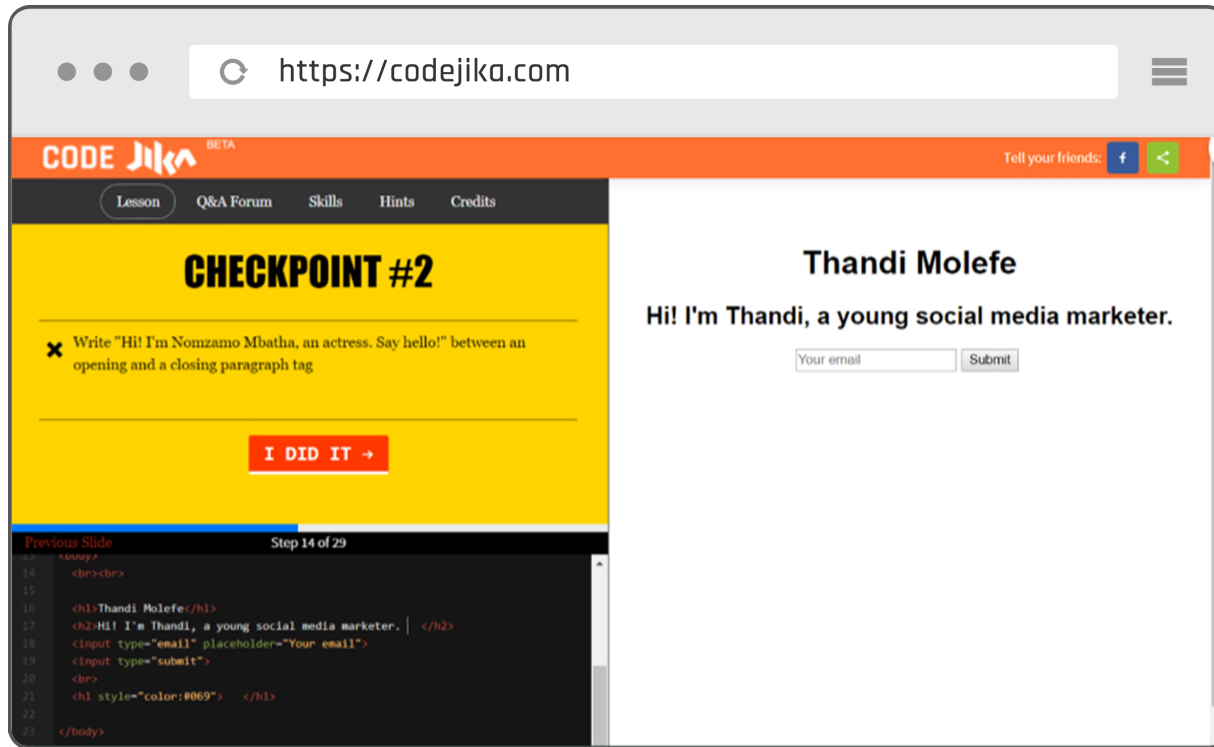 https://codejika.com
CODE JIKA BETA
Tell your friends:
Lesson Q&A Forum Skills Hints Credits
CHECKPOINT #2
Write "Hi! I'm Nomzamo Mbatha, an actress. Say hello!" between an
opening and a closing paragraph tag
I DID IT →
Previous Slide Step 14 of 29
13 <body>
14 <br><br>
15
16 <h1>Thandi Molefe</h1>
17 <h2>Hi! I'm Thandi, a young social media marketer. </h2>
18 <input type="email" placeholder="Your email">
19 <input type="submit">
20 <br>
21 <h1 style="color:#069"> </h1>
22
23 </body>
Thandi Molefe
Hi! I'm Thandi, a young social media marketer.
Your email Submit